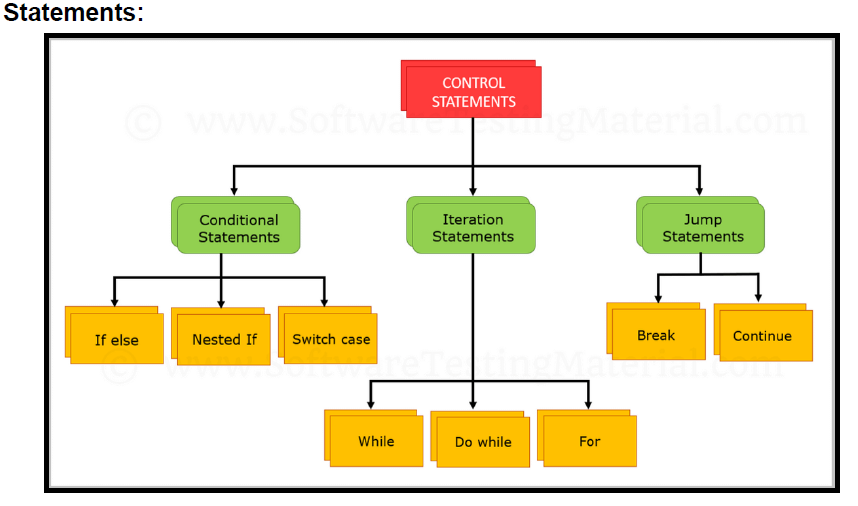 Statements:
CONTROL
STATEMENTS
© www.SoftwareTestingMaterial.com
Conditional
Statements
Iteration
Statements
Jump
Statements
If else
Nested If
Switch case
Break
Continue
© www.SoftwareTestingMaterial.com
While
Do while
For